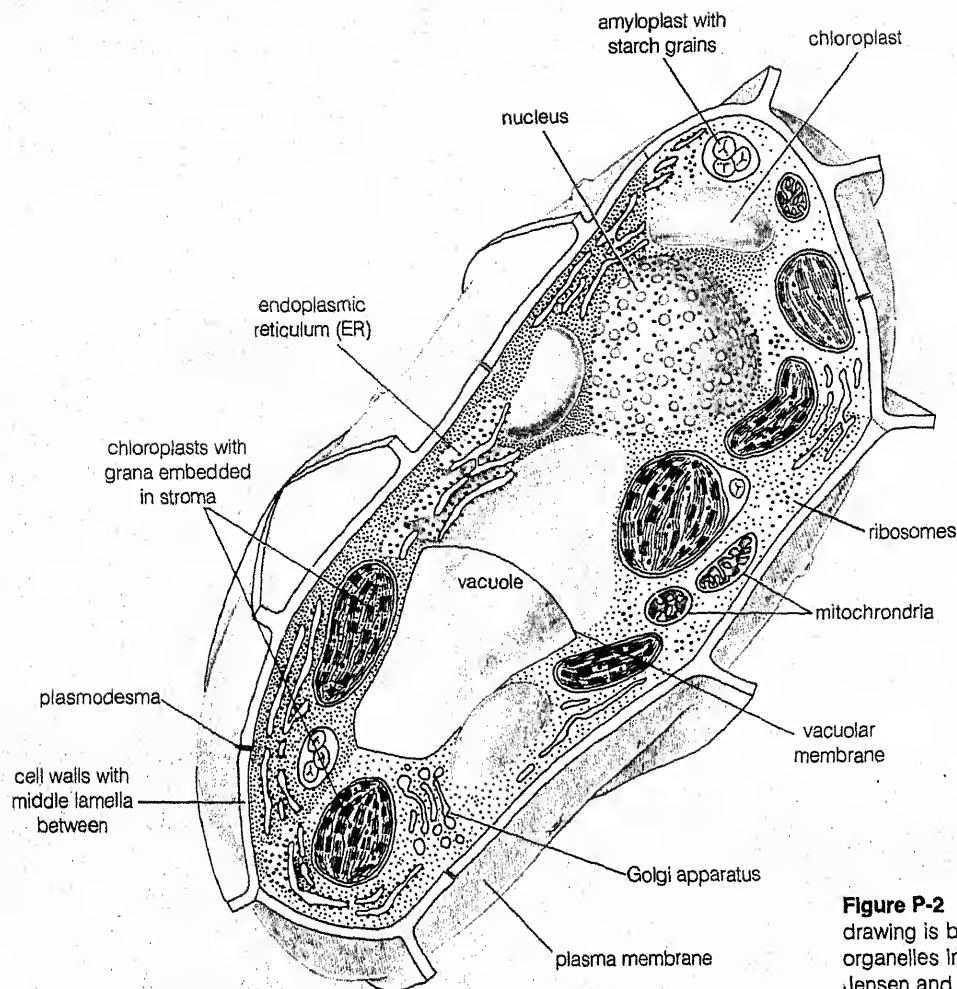 amyloplast with
starch grains
chloroplast
nucleus
endoplasmic
reticulum (ER)
chloroplasts with
grana embedded
in stroma
ribosomes
vacuole
mitochrondria
plasmodesma
vacuolar
membrane
cell walls with
middle lamella
between
Golgi apparatus
plasma membrane
Figure P-2
drawing is b
organelles in
Jensen and